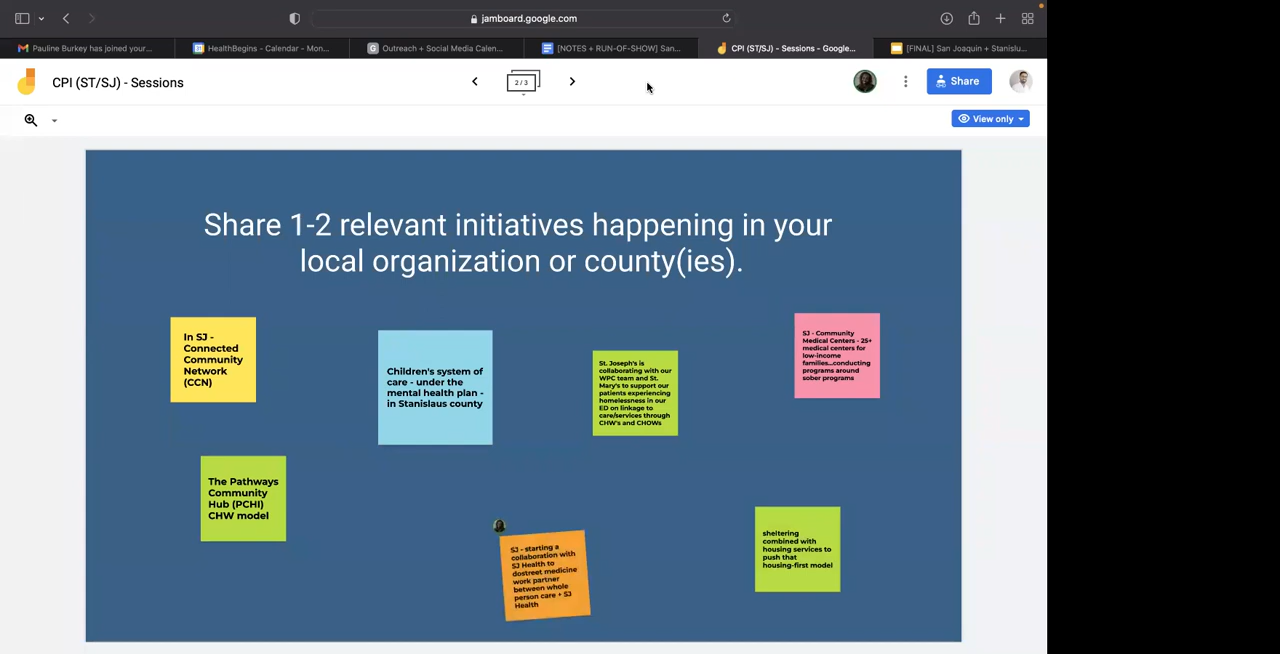 jamboard.google.com
Pauline Burkey has joined your...
HealthBegins - Calendar - Mon...
Outreach + Social Media Calen...
[NOTES + RUN-OF-SHOW] San...
CPI (ST/SJ) - Sessions - Google...
[FINAL] San Joaquin + Stanislu...
CPI (ST/SJ) - Sessions
2 / 3
Share
View only
Share 1-2 relevant initiatives happening in your
local organization or county(ies).
In SJ -
Connected
Community
Network
(CCN)
Children's system of
care - under the
mental health plan -
in Stanislaus county
St. Joseph's is
collaborating with our
WPC team and St.
Mary's to support our
patients experiencing
homelessness in our
ED on linkage to
care/services through
CHW's and CHOWs
SJ - Community
Medical Centers - 25+
medical centers for
low-income
families...conducting
programs around
sober programs
The Pathways
Community
Hub (PCHI)
CHW model
SJ - starting a
collaboration with
SJ Health to
dostreet medicine
work partner
between whole
person care + SJ
Health
sheltering
combined with
housing services to
push that
housing-first model